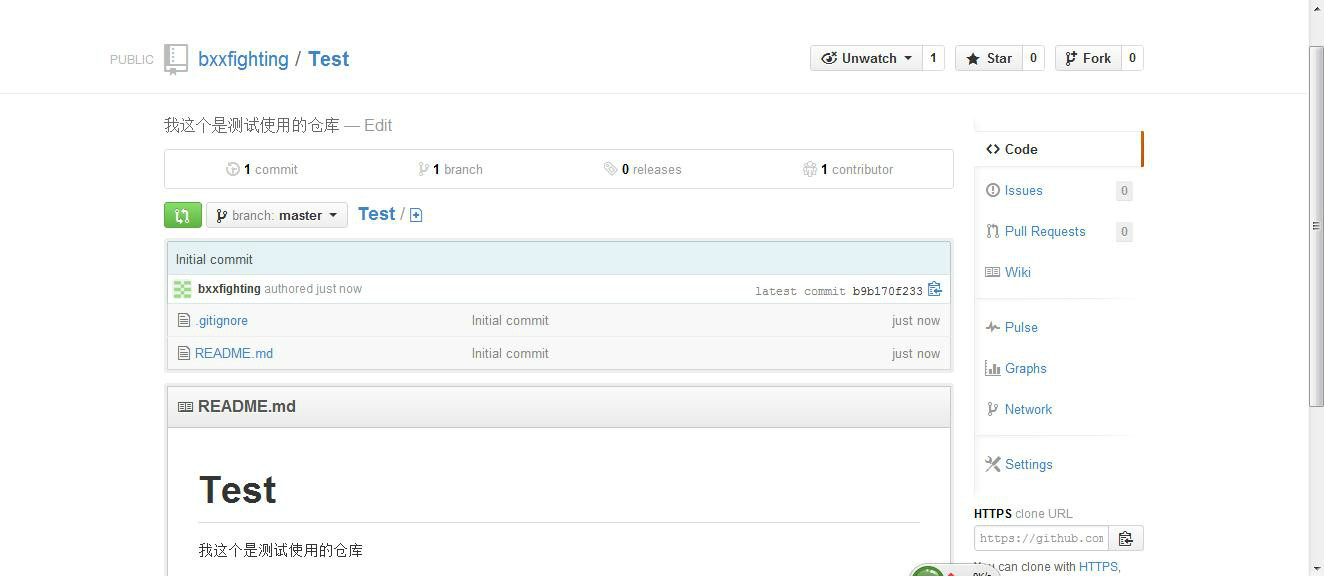 PUBLIC bxxfighting / Test Unwatch 1 Star 0 Fork 0
我这个是测试使用的仓库 — Edit
1 commit 1 branch 0 releases 1 contributor
branch: master Test /
Initial commit
bxxfighting authored just now latest commit b9b170f233
.gitignore Initial commit just now
README.md Initial commit just now
README.md
Test
我这个是测试使用的仓库
Code
Issues 0
Pull Requests 0
Wiki
Pulse
Graphs
Network
Settings
HTTPS clone URL
https://github.com
You can clone with HTTPS,